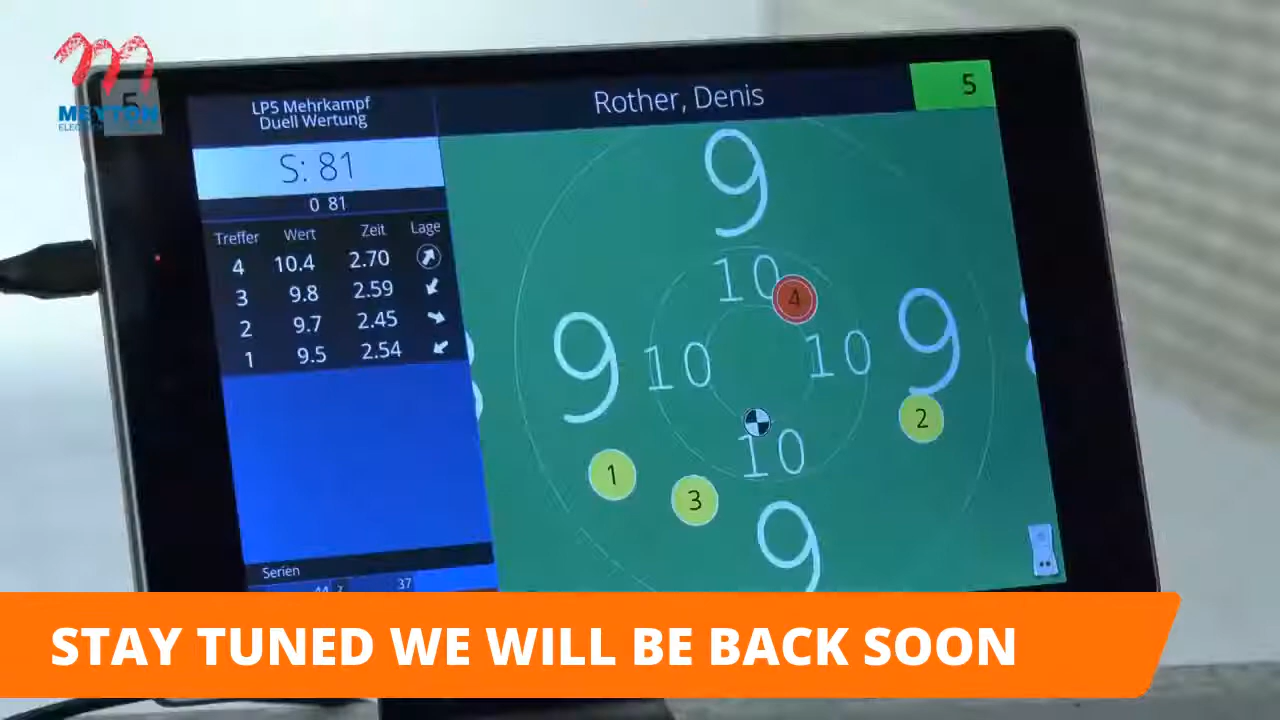 MEYTON
5
LP5 Mehrkampf
Duell Wertung
Rother, Denis
5
S: 81
0 81
Treffer Wert Zeit Lage
4 10.4 2.70
3 9.8 2.59
2 9.7 2.45
1 9.5 2.54
9
10
4
9 10 10 9
2
10
1
3
9
Serien
37
STAY TUNED WE WILL BE BACK SOON